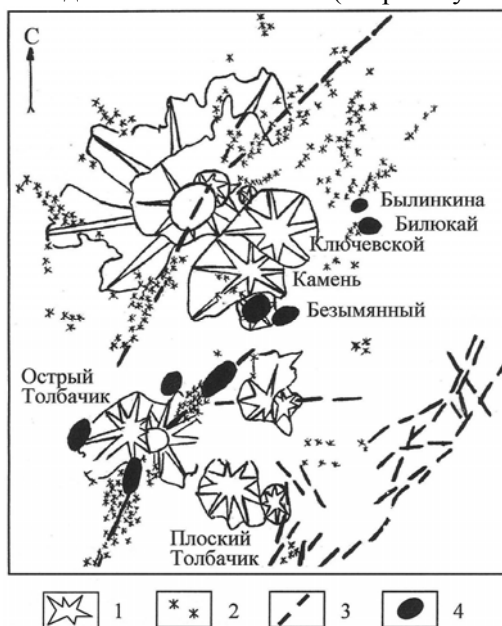 С
Былинкина
Билюкай
Ключевской
Камень
Безымянный
Острый
Толбачик
Плоский
Толбачик
1 2 3 4